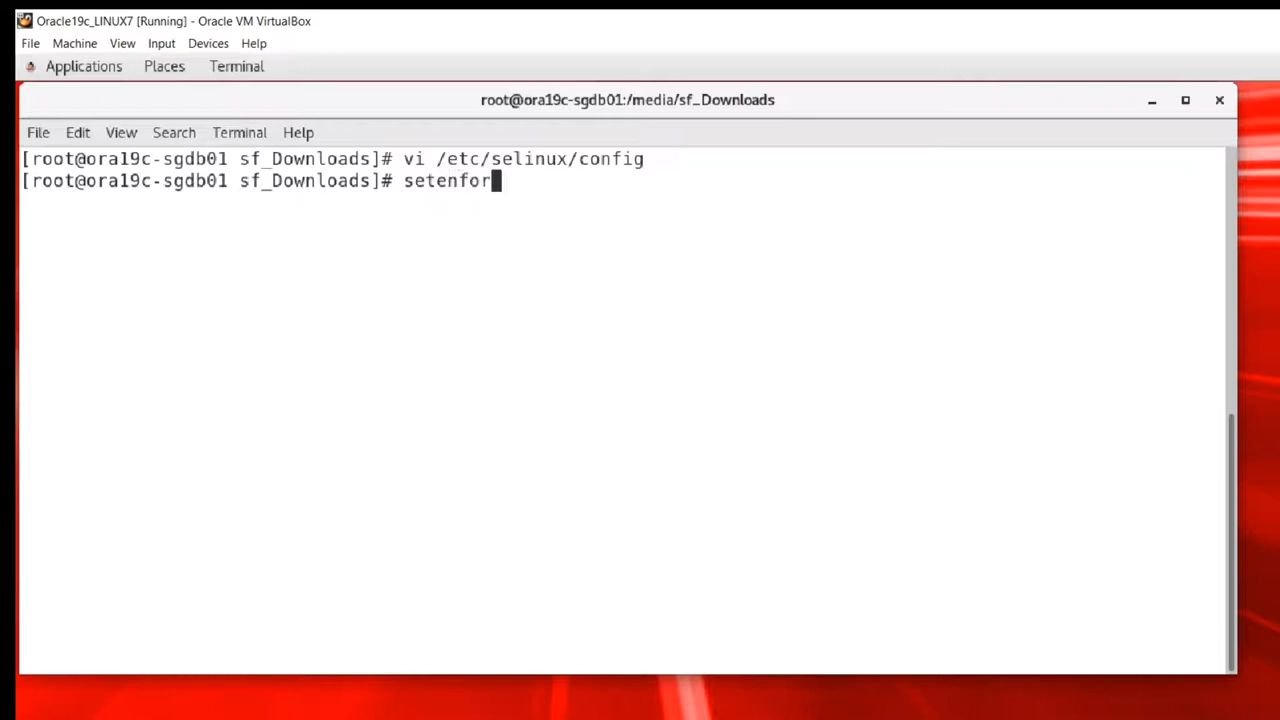 Oracle19c_LINUX7 [Running] - Oracle VM VirtualBox
File Machine View Input Devices Help
Applications Places Terminal
root@ora19c-sgdb01:/media/sf_Downloads
File Edit View Search Terminal Help
[root@ora19c-sgdb01 sf_Downloads]# vi /etc/selinux/config
[root@ora19c-sgdb01 sf_Downloads]# setenfor